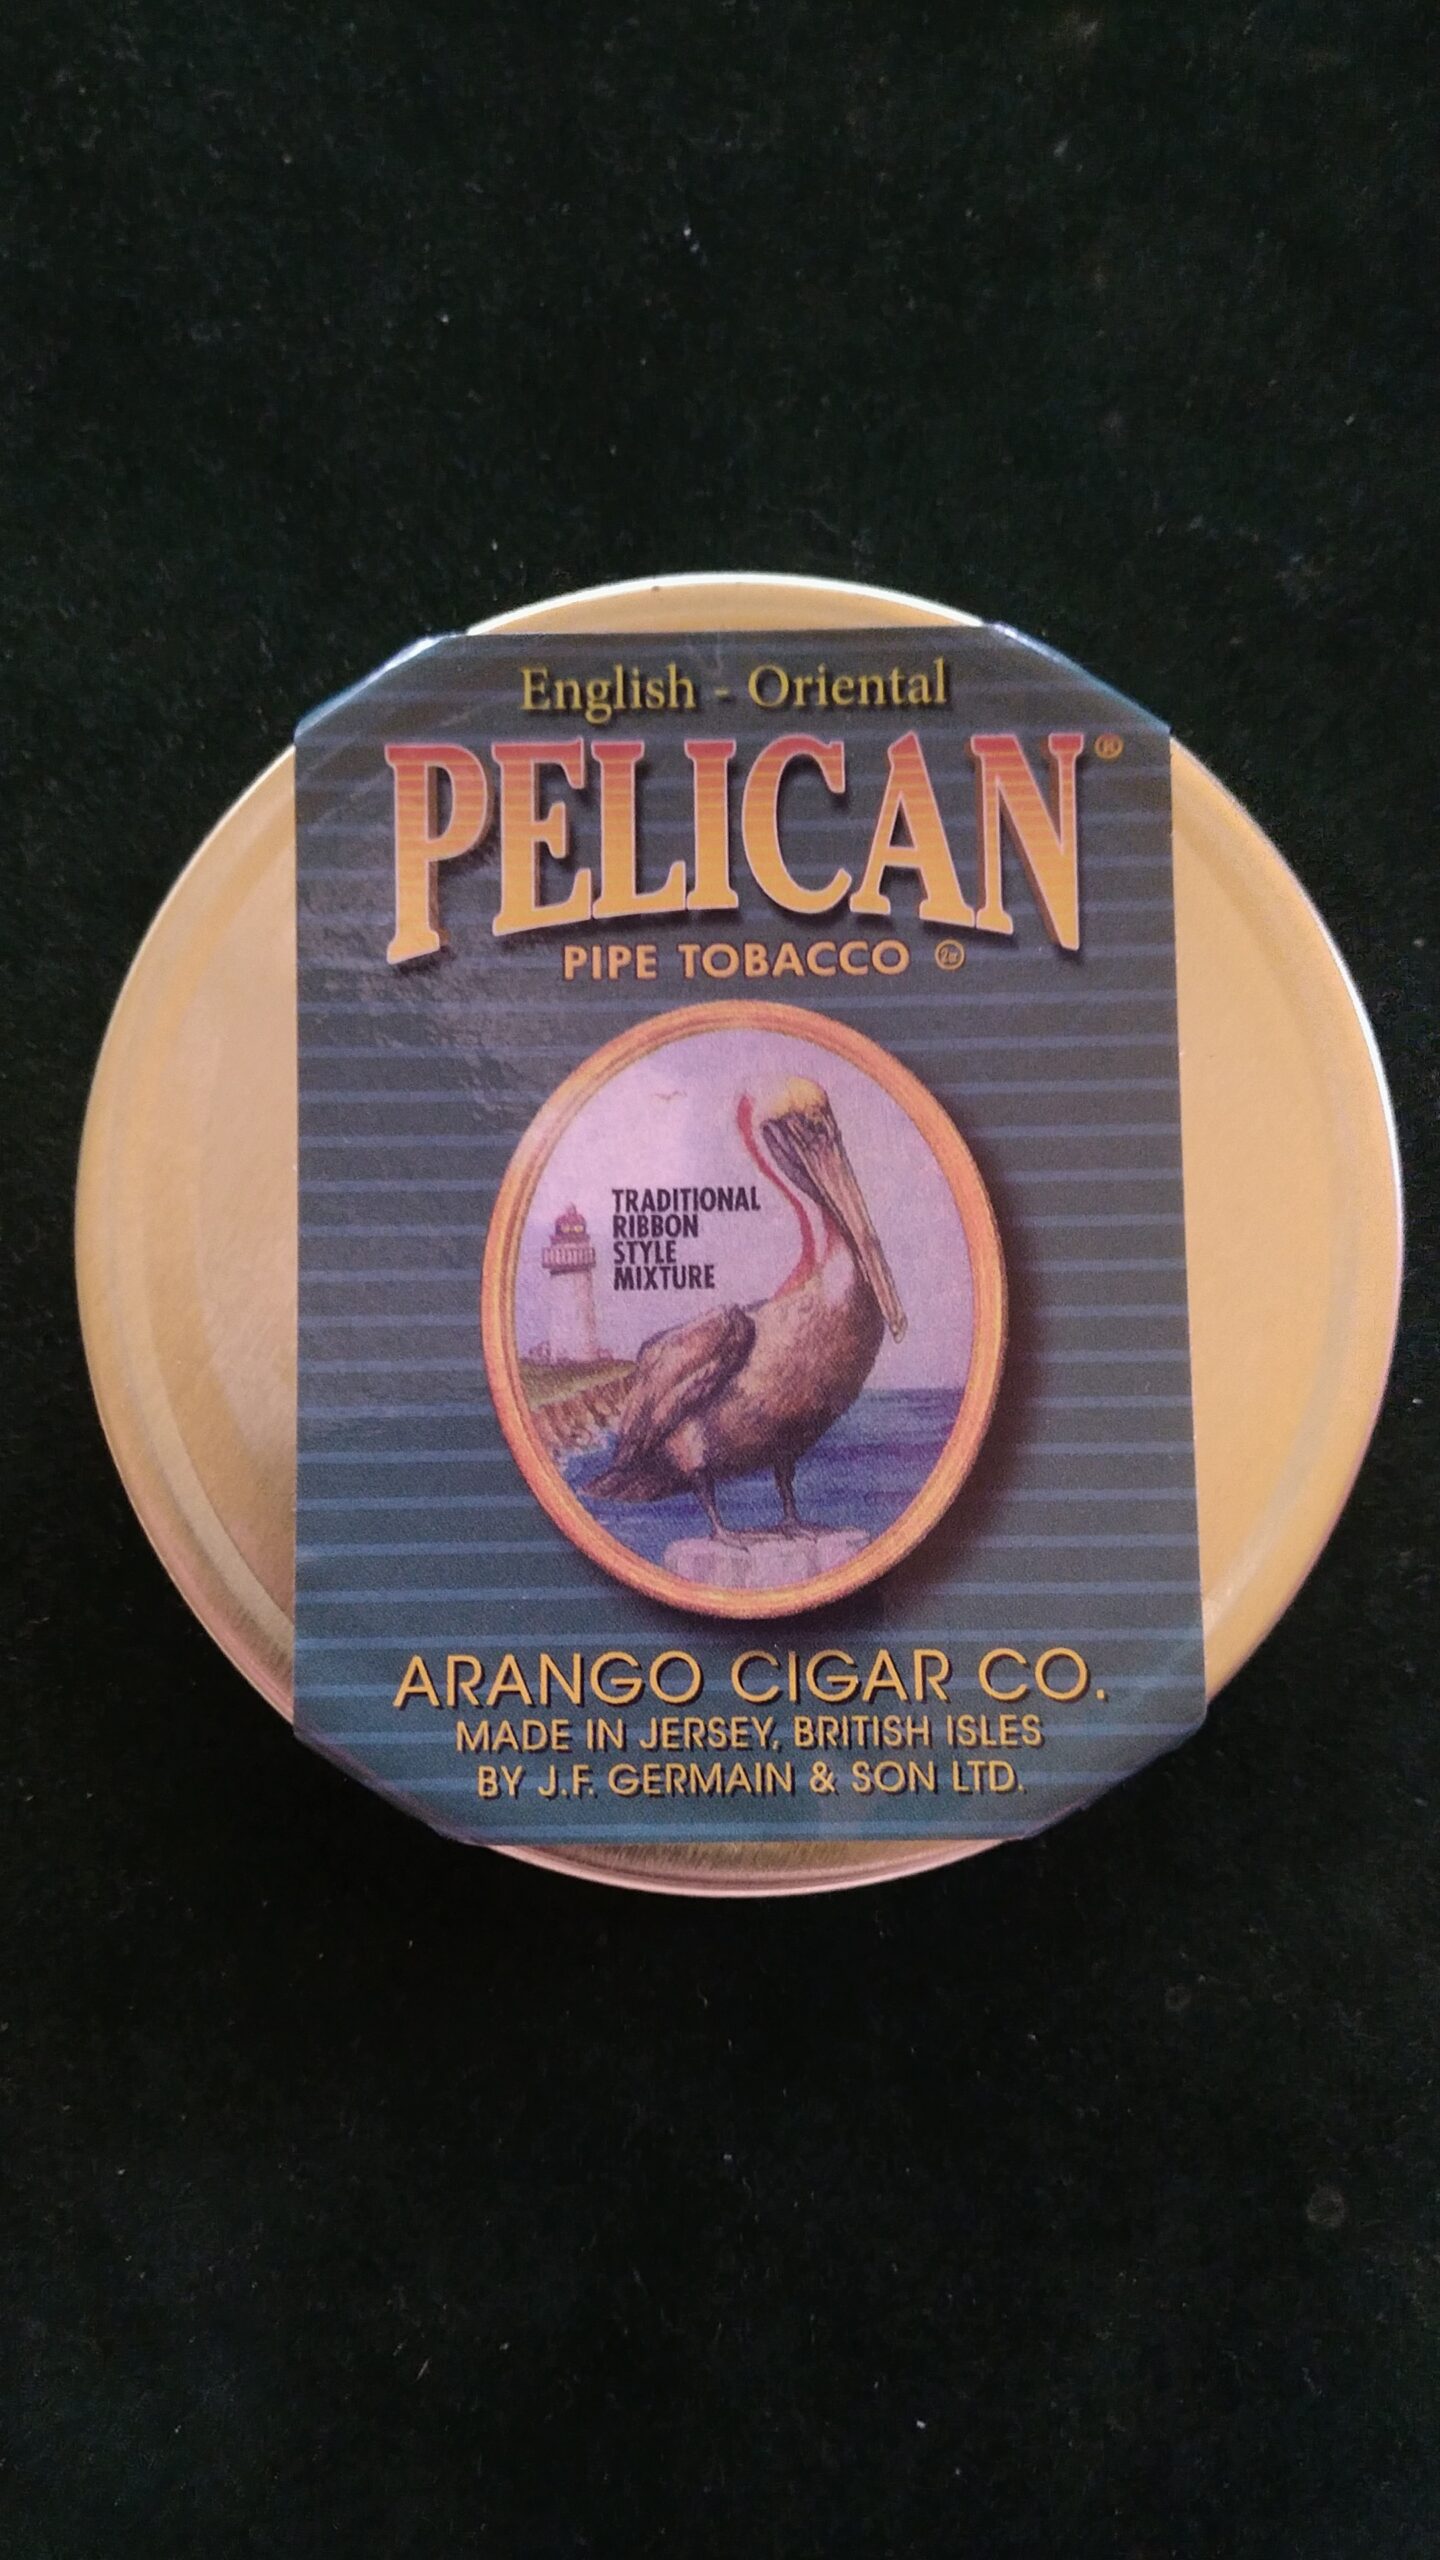 English - Oriental
PELICAN®
PIPE TOBACCO
TRADITIONAL
RIBBON
STYLE
MIXTURE
ARANGO CIGAR CO.
MADE IN JERSEY, BRITISH ISLES
BY J.F. GERMAIN & SON LTD.